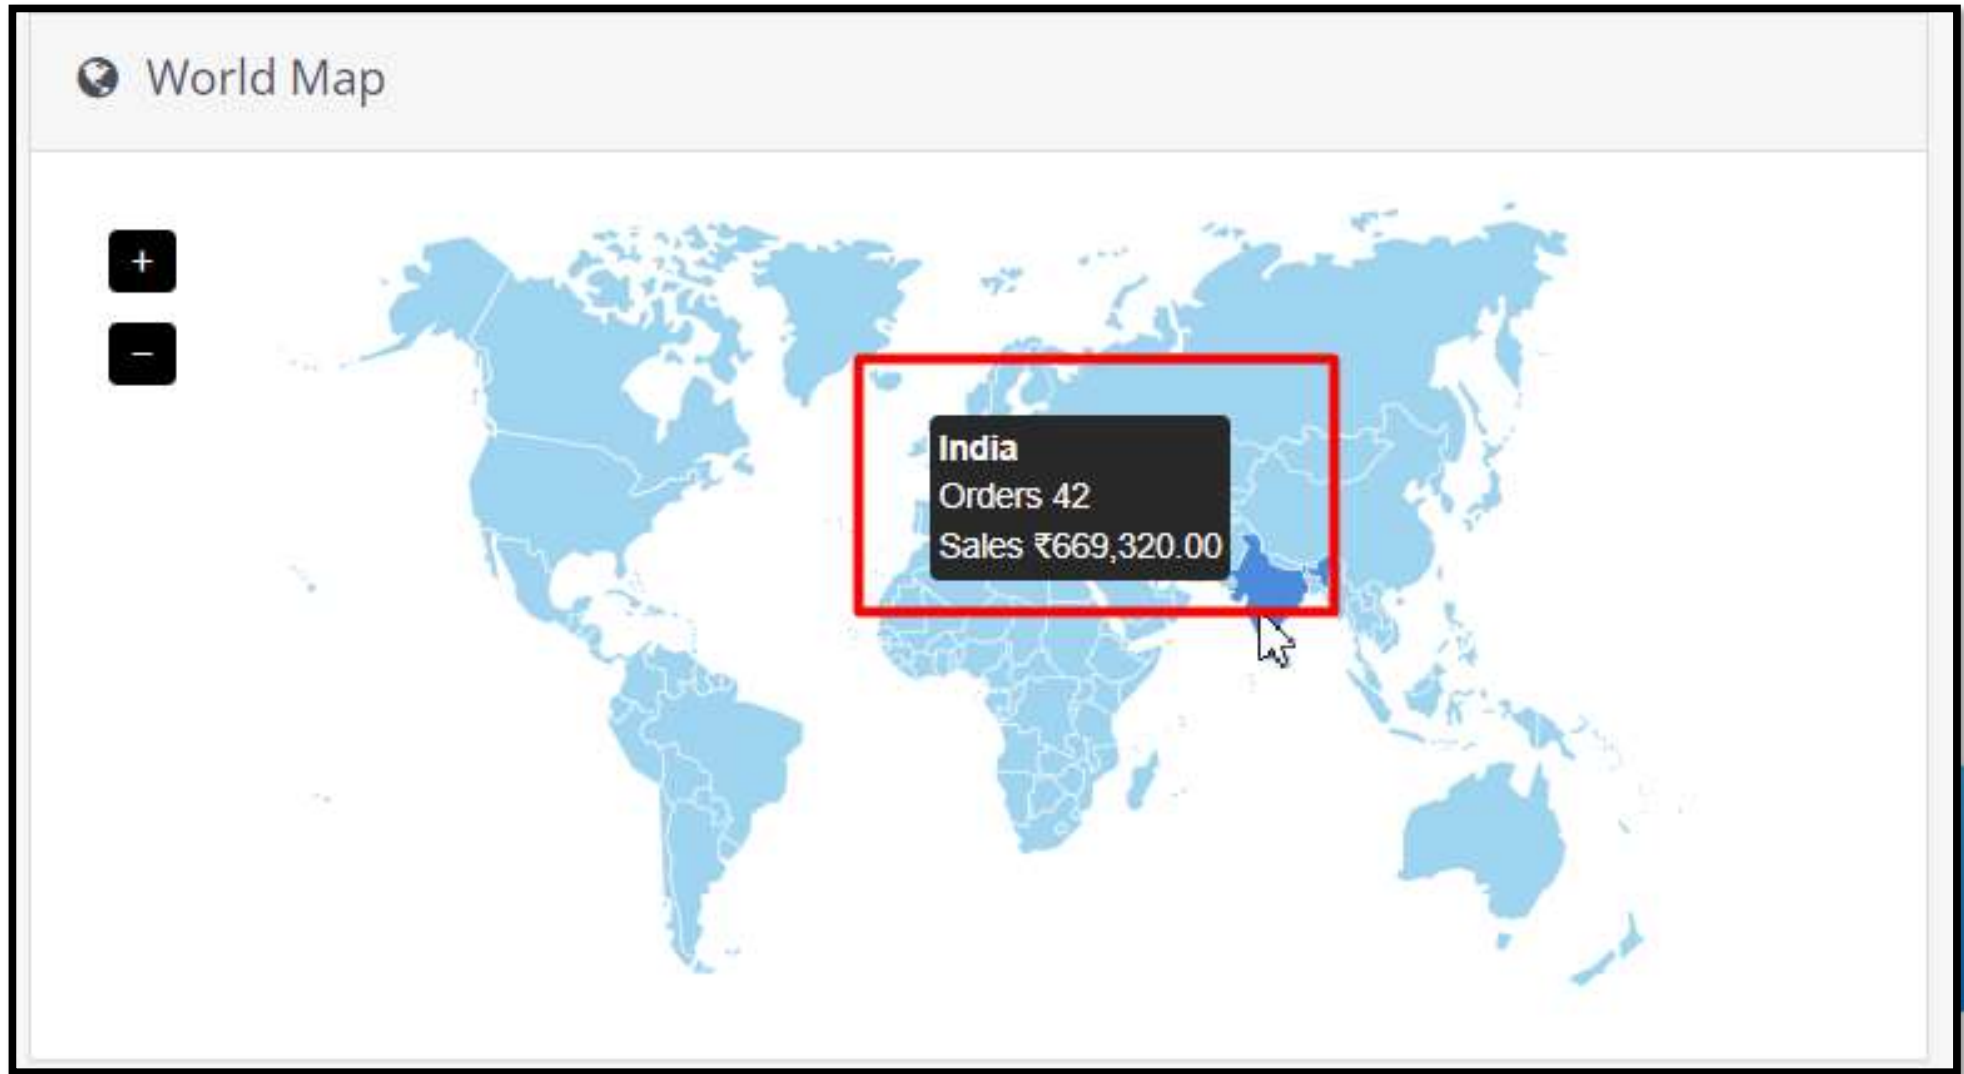 World Map
+
−
India
Orders 42
Sales ₹669,320.00